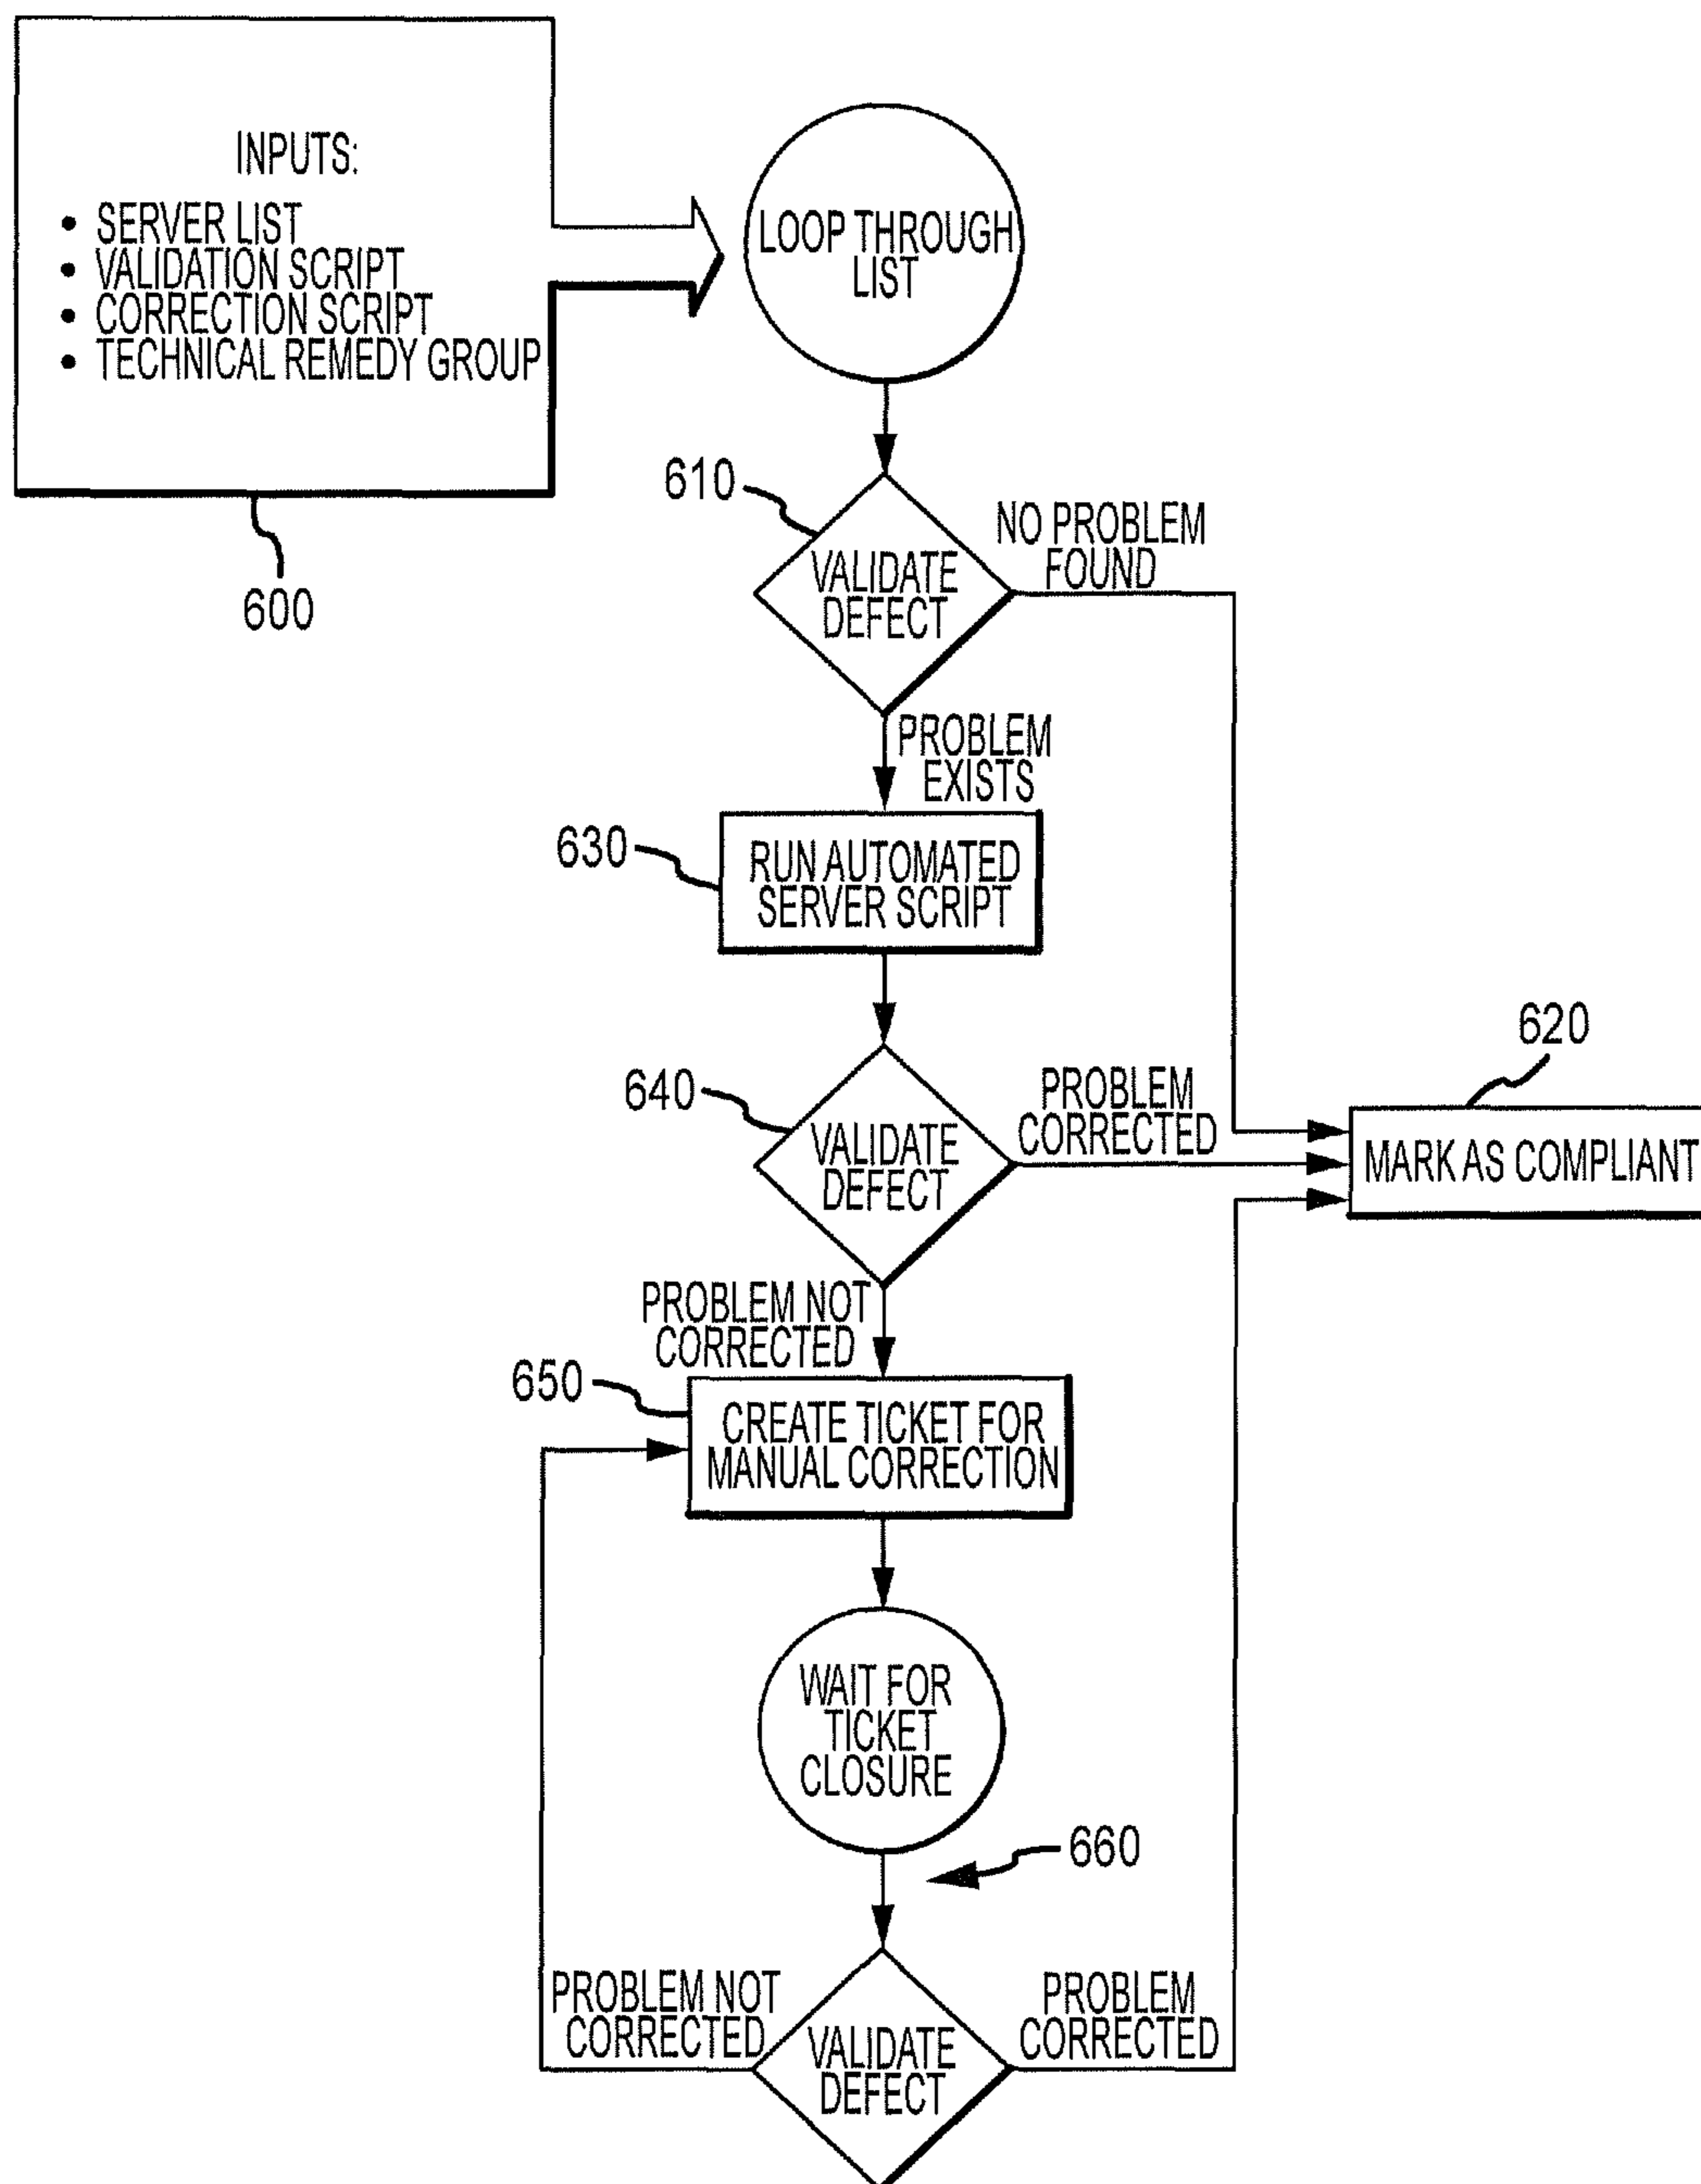 INPUTS:
• SERVER LIST
• VALIDATION SCRIPT
• CORRECTION SCRIPT
• TECHNICAL REMEDY GROUP
600
LOOP THROUGH
LIST
610
VALIDATE
DEFECT
NO PROBLEM
FOUND
PROBLEM
EXISTS
630
RUN AUTOMATED
SERVER SCRIPT
640
VALIDATE
DEFECT
PROBLEM
CORRECTED
620
MARK AS COMPLIANT
PROBLEM NOT
CORRECTED
650
CREATE TICKET FOR
MANUAL CORRECTION
WAIT FOR
TICKET
CLOSURE
660
PROBLEM NOT
CORRECTED
VALIDATE
DEFECT
PROBLEM
CORRECTED